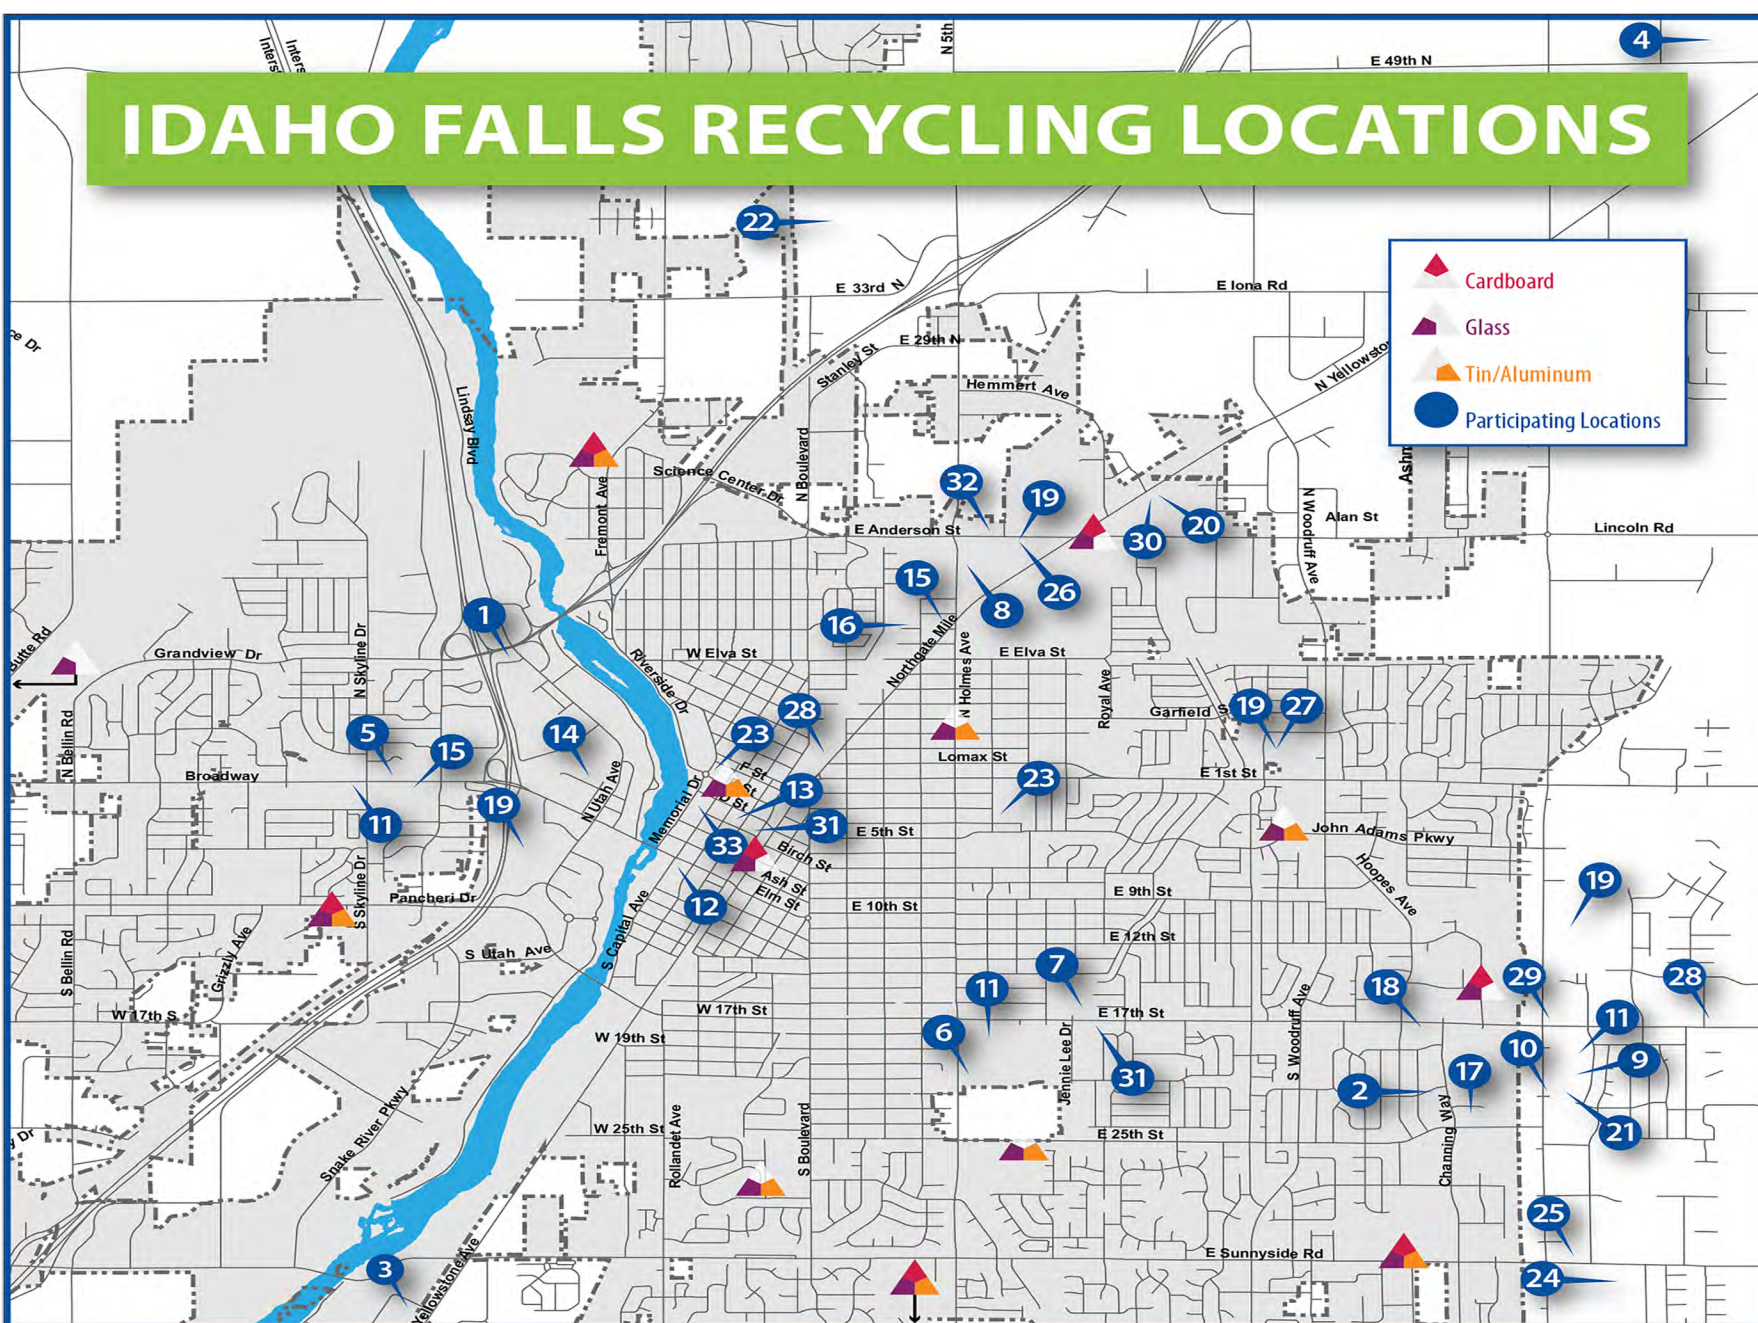 IDAHO FALLS RECYCLING LOCATIONS
Cardboard
Glass
Tin/Aluminum
Participating Locations
N 5th
E 49th N
4
22
E 33rd N
E Iona Rd
E 29th N
Stanley St
N Yellowsto
Hemmert Ave
Lindsay Blvd
Science Center Dr
N Boulevard
Fremont Ave
32
19
E Anderson St
30
20
N Woodruff Ave
Alan St
Lincoln Rd
15
26
8
1
16
Butte Rd
Grandview Dr
N Skyline Dr
W Elva St
Riverside Dr
Northgate Mile
N Holmes Ave
E Elva St
Royal Ave
Garfield S
19
27
28
5
15
14
23
N Bellin Rd
Broadway
F St
St
D St
Lomax St
E 1st St
23
13
19
N Utah Ave
Memorial Dr
11
31
E 5th St
John Adams Pkwy
33
Birch St
Ash St
Elm St
Hoopes Ave
19
Pancheri Dr
S Skyline Dr
12
E 9th St
E 10th St
S Capital Ave
E 12th St
S Bellin Rd
Grizzly Ave
S Utah Ave
7
11
18
29
28
W 17th S
W 17th St
E 17th St
S Woodruff Ave
11
6
W 19th St
Jennie Lee Dr
10
9
31
2
17
Snake River Pkwy
Rollandet Ave
S Boulevard
W 25th St
E 25th St
Channing Way
21
y Dr
25
E Sunnyside Rd
3
Yellowstone Ave
24